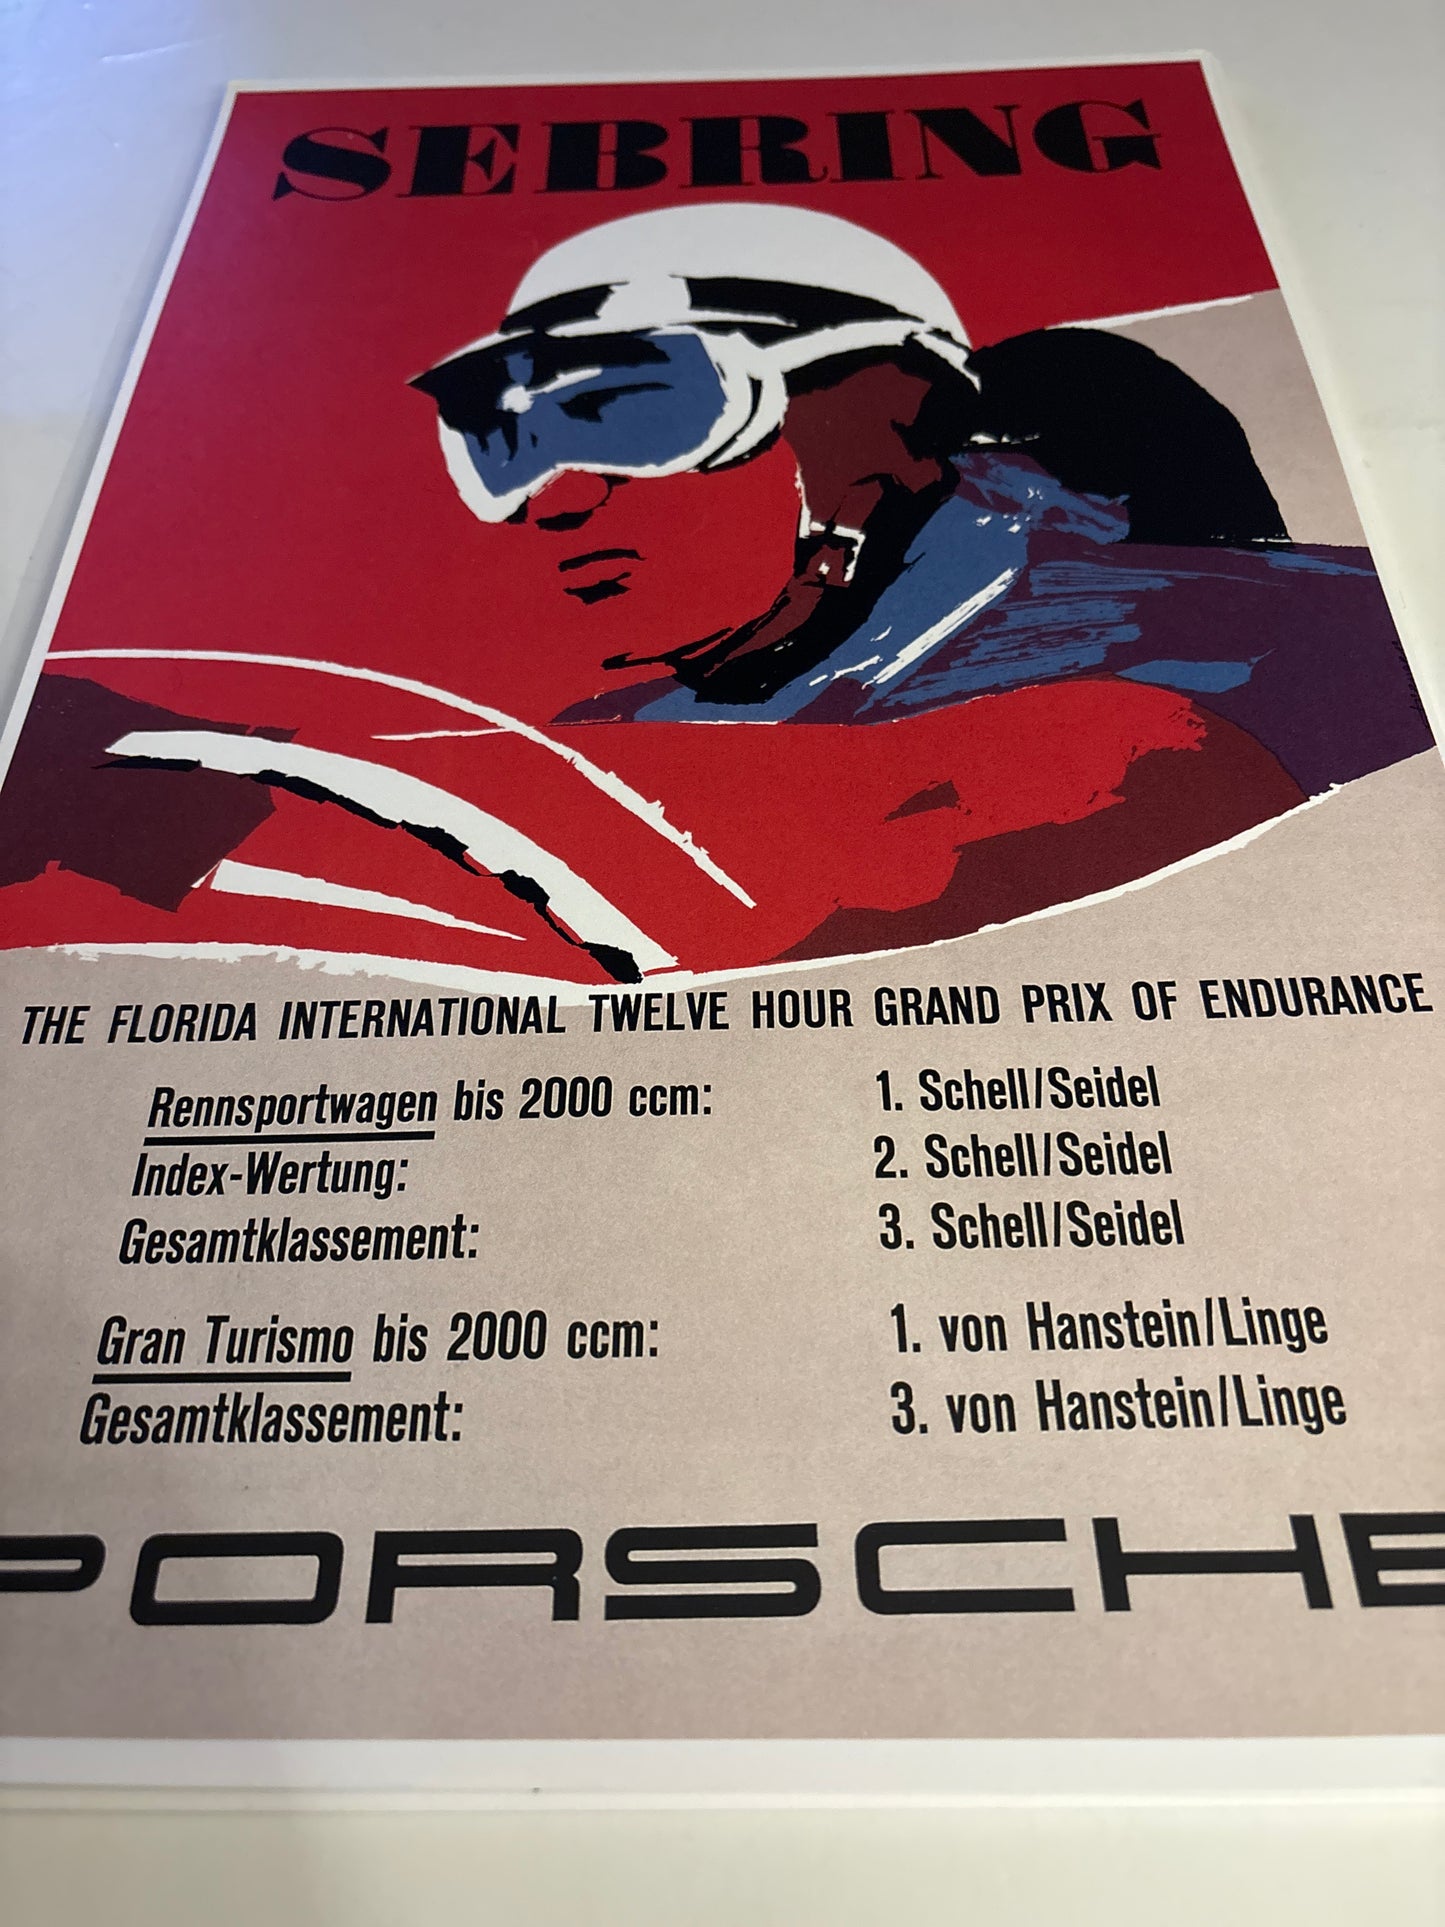 SEBRING
THE FLORIDA INTERNATIONAL TWELVE HOUR GRAND PRIX OF ENDURANCE
Rennsportwagen bis 2000 ccm: 1. Schell/Seidel
Index-Wertung: 2. Schell/Seidel
Gesamtklassement: 3. Schell/Seidel
Gran Turismo bis 2000 ccm: 1. von Hanstein/Linge
Gesamtklassement: 3. von Hanstein/Linge
PORSCHE